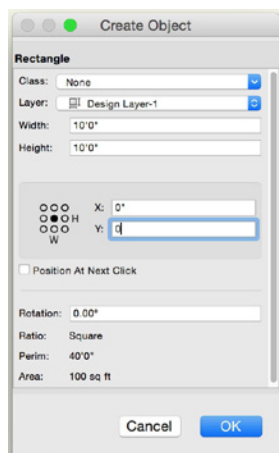 Create Object
Rectangle
Class: None
Layer: Design Layer-1
Width: 10'0"
Height: 10'0"
X: 0"
H
Y: 0
W
Position At Next Click
Rotation: 0.00°
Ratio: Square
Perim: 40'0"
Area: 100 sq ft
Cancel OK